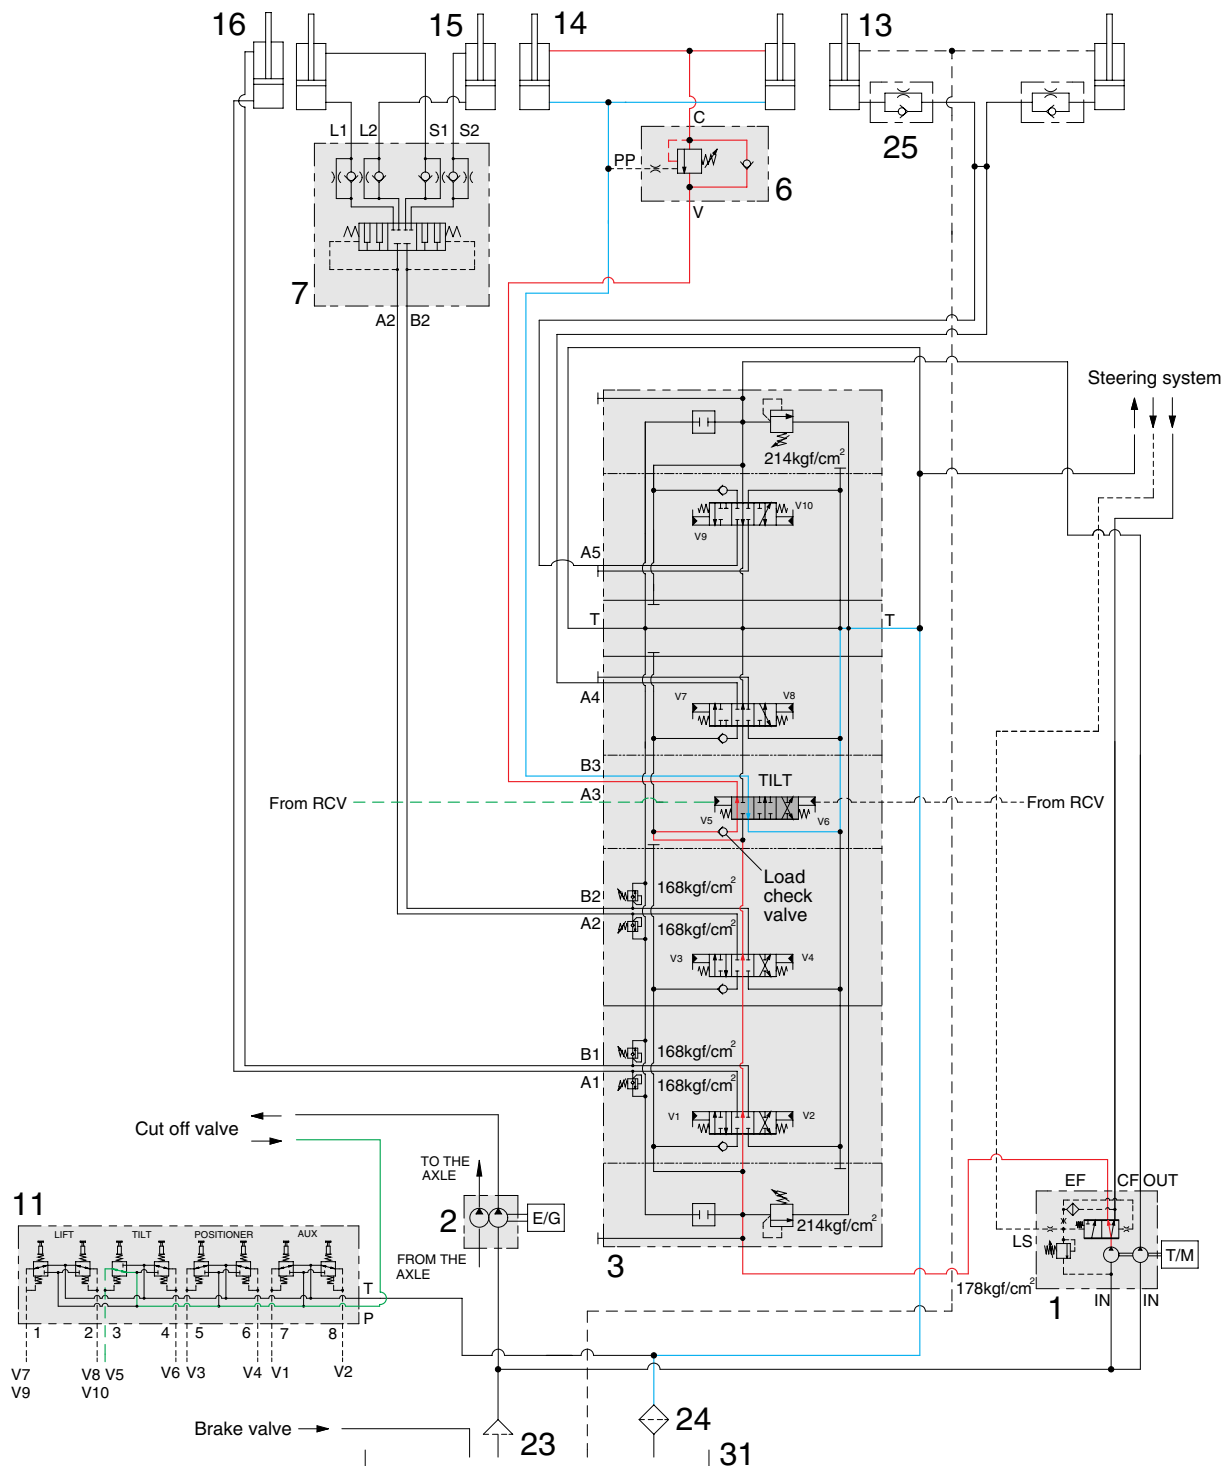 16
15
14
13
L1
L2
S1
S2
C
PP
6
V
25
7
A2
B2
Steering system
214kgf/cm2
V10
V9
A5
T
T
A4
V7
V8
B3
TILT
A3
From RCV
From RCV
V5
V6
Load
check
valve
B2
168kgf/cm2
A2
168kgf/cm2
V3
V4
B1
168kgf/cm2
A1
168kgf/cm2
V1
V2
Cut off valve
TO THE
AXLE
2
E/G
FROM THE
AXLE
EF
CF
OUT
LS
T/M
178kgf/cm2
1
IN
IN
214kgf/cm2
3
11
LIFT
TILT
POSITIONER
AUX
T
P
1
2
3
4
5
6
7
8
V7
V9
V8
V10
V5
V6
V3
V4
V1
V2
Brake valve
23
24
31